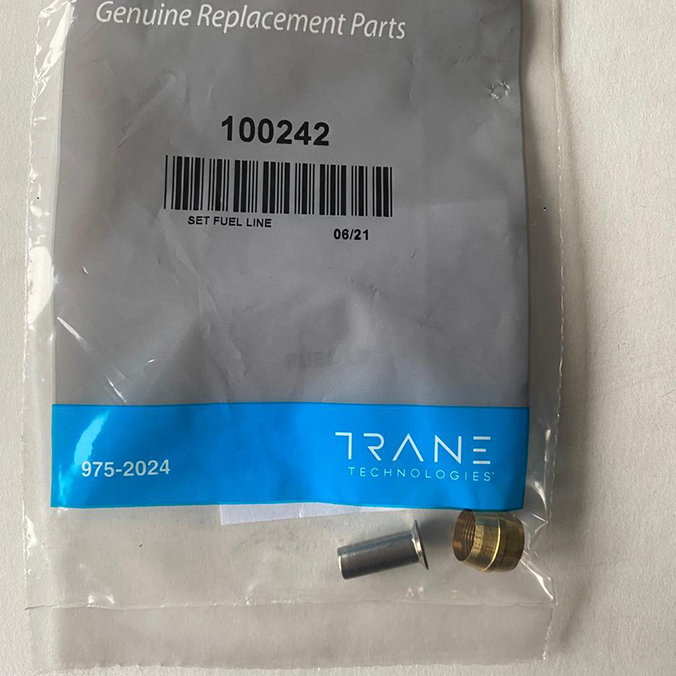 Genuine Replacement Parts
100242
SET FUEL LINE
06/21
975-2024
TRANE
TECHNOLOGIES